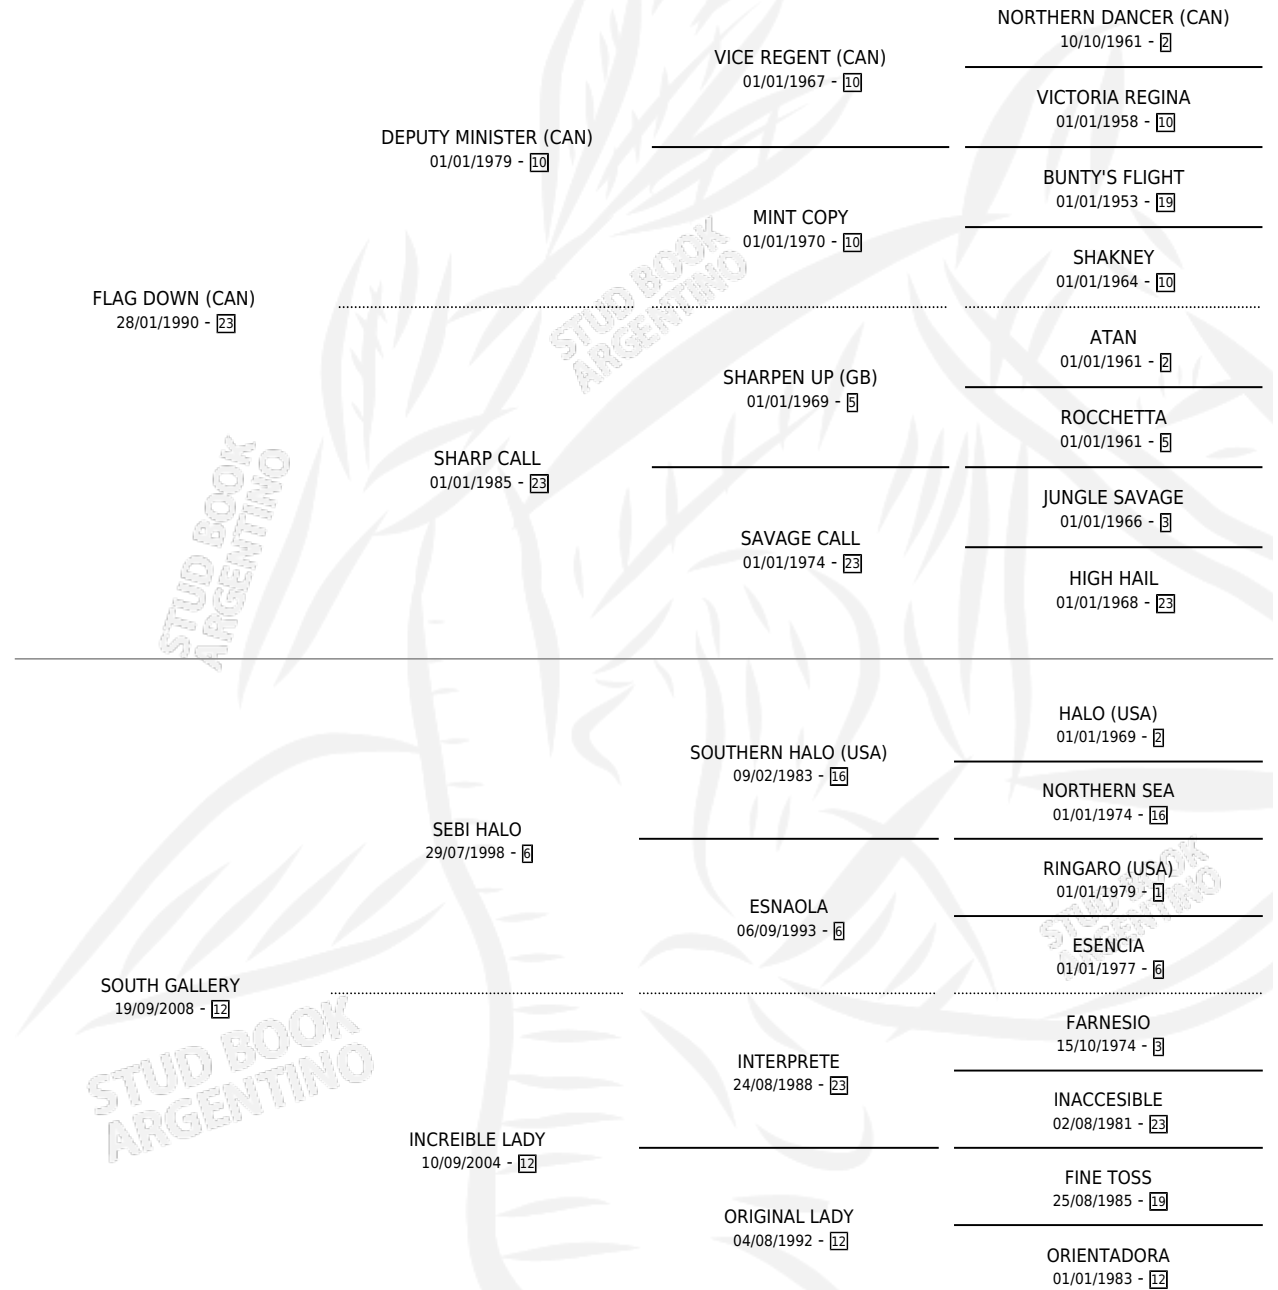 NORTHERN DANCER (CAN)
10/10/1961 - 2
VICE REGENT (CAN)
01/01/1967 - 10
VICTORIA REGINA
01/01/1958 - 10
DEPUTY MINISTER (CAN)
01/01/1979 - 10
BUNTY'S FLIGHT
01/01/1953 - 19
MINT COPY
01/01/1970 - 10
SHAKNEY
01/01/1964 - 10
FLAG DOWN (CAN)
28/01/1990 - 23
ATAN
01/01/1961 - 2
SHARPEN UP (GB)
01/01/1969 - 5
ROCCHETTA
01/01/1961 - 5
SHARP CALL
01/01/1985 - 23
JUNGLE SAVAGE
01/01/1966 - 3
SAVAGE CALL
01/01/1974 - 23
HIGH HAIL
01/01/1968 - 23
HALO (USA)
01/01/1969 - 2
SOUTHERN HALO (USA)
09/02/1983 - 16
NORTHERN SEA
01/01/1974 - 16
SEBI HALO
29/07/1998 - 6
RINGARO (USA)
01/01/1979 - 1
ESNAOLA
06/09/1993 - 6
ESENCIA
01/01/1977 - 6
SOUTH GALLERY
19/09/2008 - 12
FARNESIO
15/10/1974 - 3
INTERPRETE
24/08/1988 - 23
INACCESIBLE
02/08/1981 - 23
INCREIBLE LADY
10/09/2004 - 12
FINE TOSS
25/08/1985 - 19
ORIGINAL LADY
04/08/1992 - 12
ORIENTADORA
01/01/1983 - 12
STUD BOOK
ARGENTINO
STUD BOOK
ARGENTINO
STUD BOOK
ARGENTINO
STUD BOOK
ARGENTINO